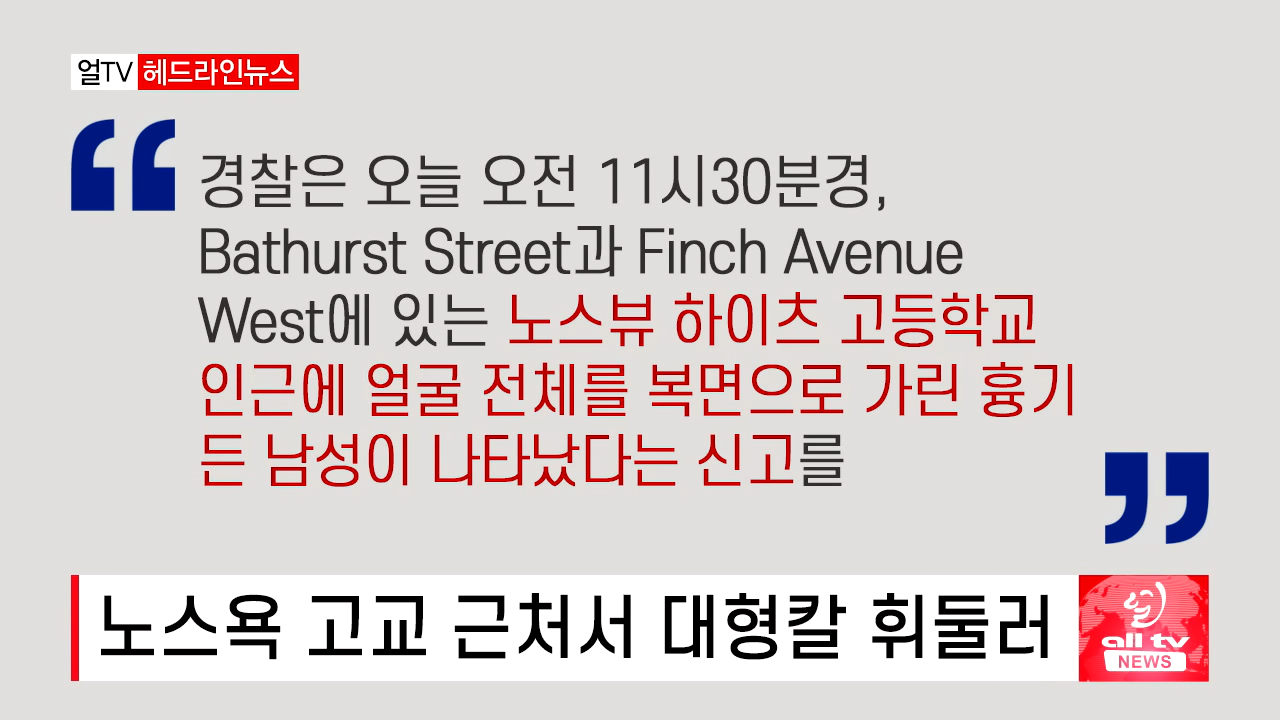 얼TV 헤드라인뉴스
경찰은 오늘 오전 11시30분경,
Bathurst Street과 Finch Avenue
West에 있는 노스뷰 하이츠 고등학교
인근에 얼굴 전체를 복면으로 가린 흉기
든 남성이 나타났다는 신고를
노스욕 고교 근처서 대형칼 휘둘러
얼
all tv
NEWS